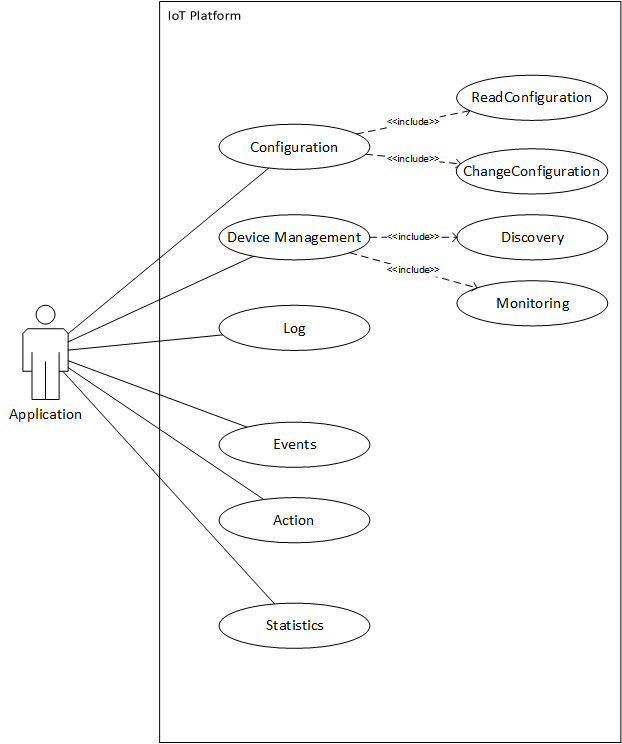 IoT Platform
ReadConfiguration
<<include>>
Configuration
<<include>>
ChangeConfiguration
Device Management
<<include>>
Discovery
<<include>>
Monitoring
Log
Application
Events
Action
Statistics